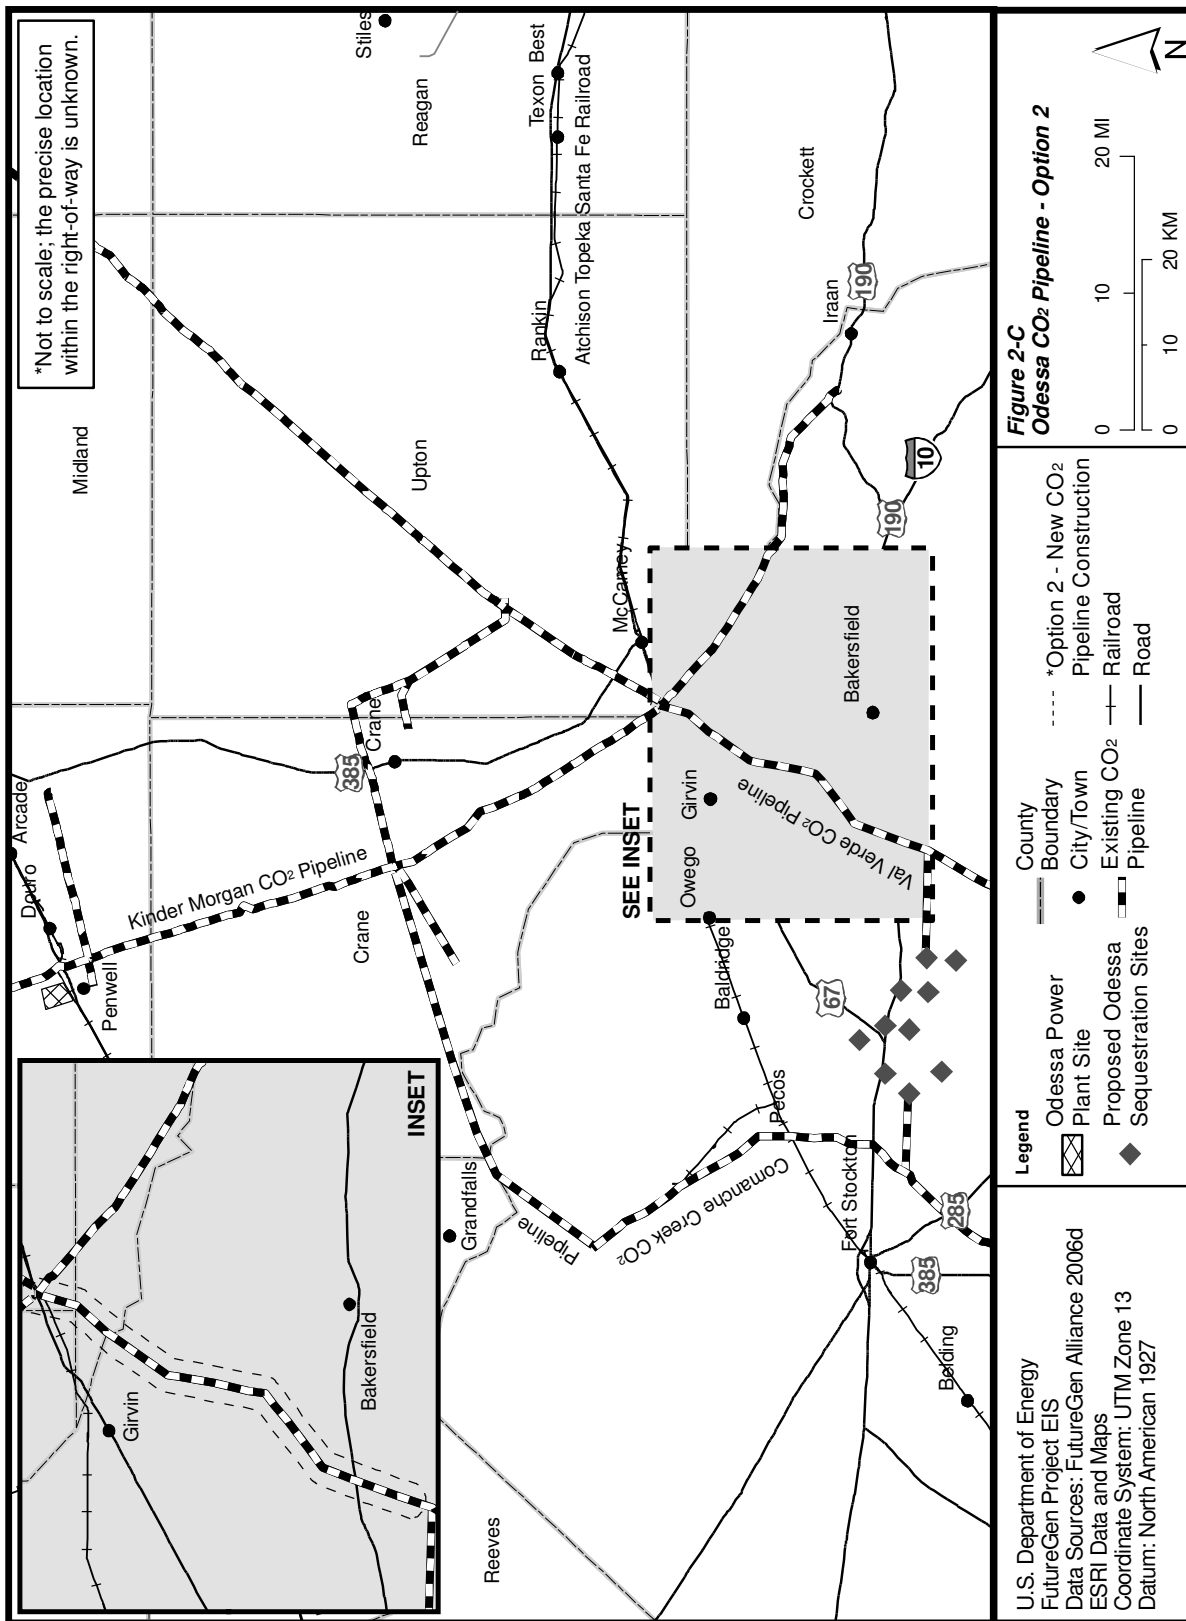 *Not to scale; the precise location
within the right-of-way is unknown.
Stiles
Reagan
Texon
Best
Atchison Topeka Santa Fe Railroad
Rankin
Crockett
Iraan
190
Midland
Upton
10
190
McCamey
Crane
385
Arcade
Douro
Penwell
Kinder Morgan CO2 Pipeline
Crane
SEE INSET
Owego
Girvin
Bakersfield
Val Verde CO2 Pipeline
Baldridge
67
Pecos
Grandfalls
Pipeline
Comanche Creek CO2
Fort Stockton
285
385
Belding
Reeves
INSET
Girvin
Bakersfield
U.S. Department of Energy
FutureGen Project EIS
Data Sources: FutureGen Alliance 2006d
ESRI Data and Maps
Coordinate System: UTM Zone 13
Datum: North American 1927
Legend
Odessa Power
Plant Site
Proposed Odessa
Sequestration Sites
County
Boundary
City/Town
Existing CO2
Pipeline
*Option 2 - New CO2
Pipeline Construction
Railroad
Road
Figure 2-C
Odessa CO2 Pipeline - Option 2
0 10 20 MI
0 10 20 KM
N